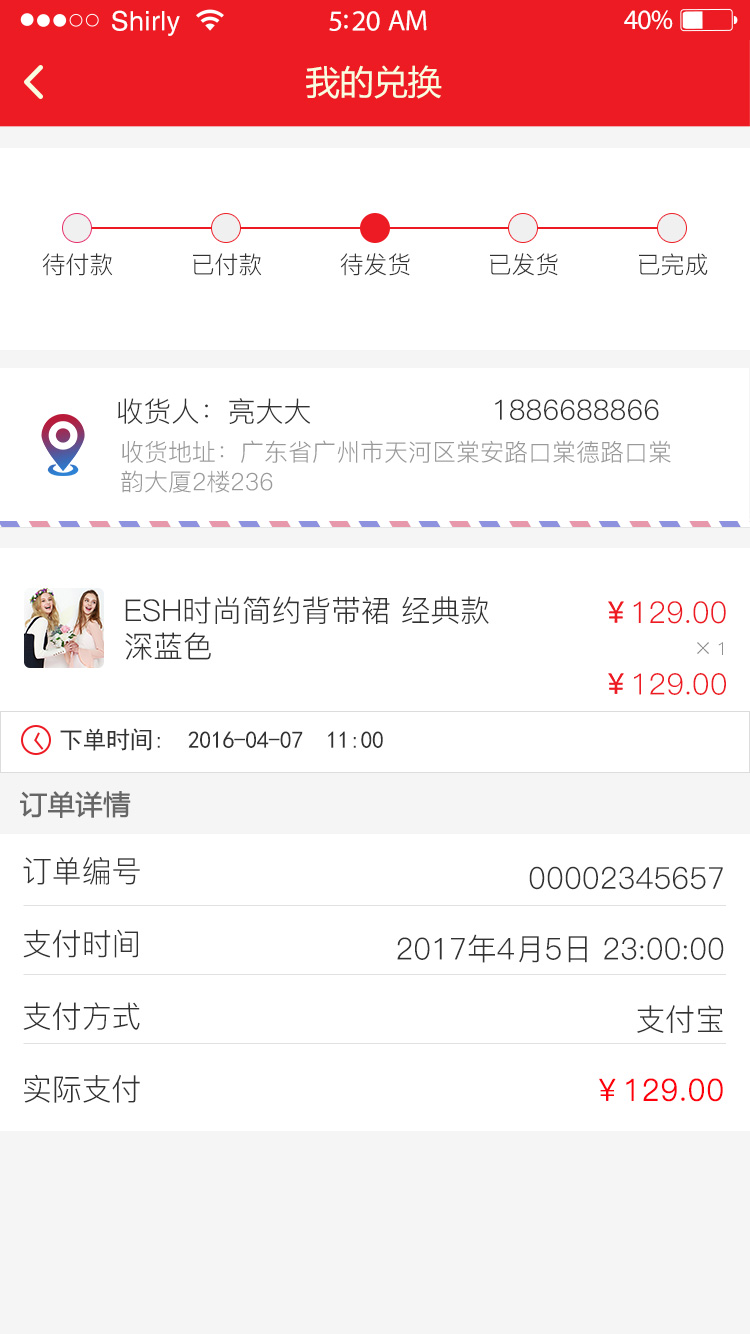 Shirly 5:20 AM 40%
我的兑换
待付款 已付款 待发货 已发货 已完成
收货人：亮大大 1886688866
收货地址：广东省广州市天河区棠安路口棠德路口棠
韵大厦2楼236
ESH时尚简约背带裙 经典款 ¥129.00
深蓝色 ×1
¥129.00
下单时间： 2016-04-07 11:00
订单详情
订单编号 00002345657
支付时间 2017年4月5日 23:00:00
支付方式 支付宝
实际支付 ¥129.00